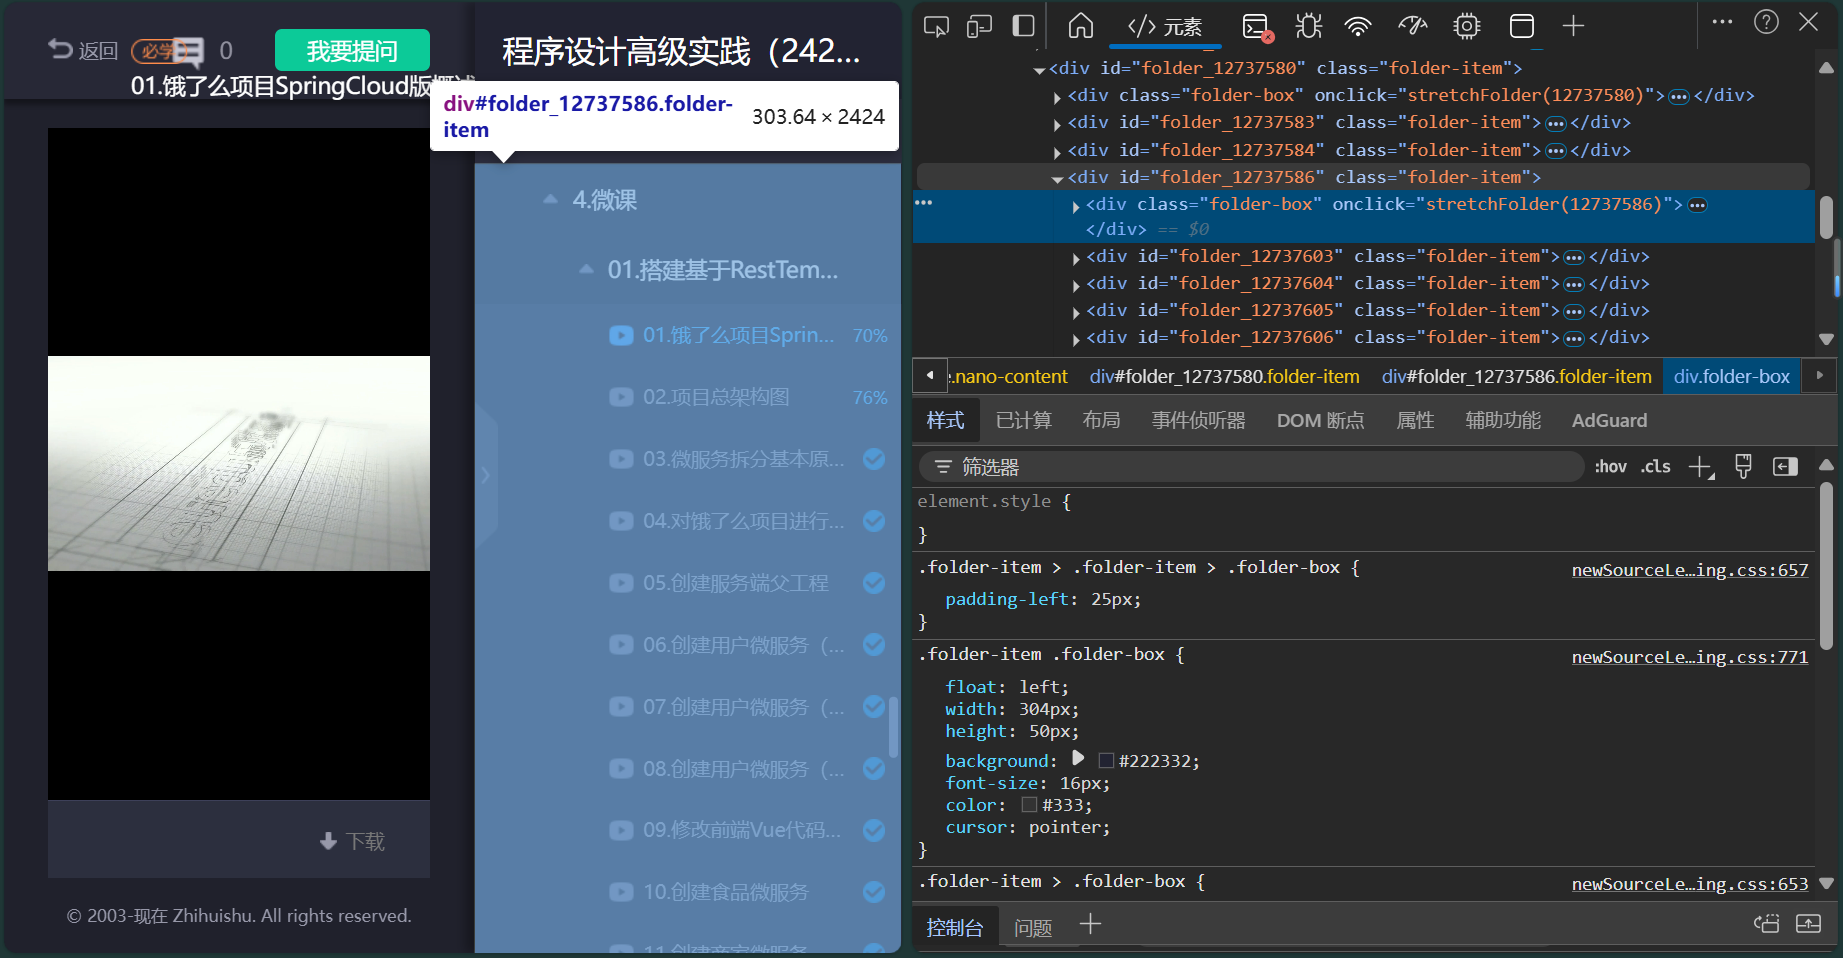 返回
必学
0
我要提问
程序设计高级实践（242...
01.饿了么项目SpringCloud版概述
div#folder_12737586.folder-item
303.64 × 2424
4.微课
01.搭建基于RestTem...
01.饿了么项目Sprin... 70%
02.项目总架构图 76%
03.微服务拆分基本原...
04.对饿了么项目进行...
05.创建服务端父工程
06.创建用户微服务（...
07.创建用户微服务（...
08.创建用户微服务（...
09.修改前端Vue代码...
10.创建食品微服务
11.创建商家微服务
下载
© 2003-现在 Zhihuishu. All rights reserved.
元素
<div id="folder_12737580" class="folder-item">
<div class="folder-box" onclick="stretchFolder(12737580)">…</div>
<div id="folder_12737583" class="folder-item">…</div>
<div id="folder_12737584" class="folder-item">…</div>
<div id="folder_12737586" class="folder-item">
<div class="folder-box" onclick="stretchFolder(12737586)">…
</div> == $0
<div id="folder_12737603" class="folder-item">…</div>
<div id="folder_12737604" class="folder-item">…</div>
<div id="folder_12737605" class="folder-item">…</div>
<div id="folder_12737606" class="folder-item">…</div>
.nano-content div#folder_12737580.folder-item div#folder_12737586.folder-item div.folder-box
样式 已计算 布局 事件侦听器 DOM 断点 属性 辅助功能 AdGuard
筛选器 :hov .cls
element.style {
}
.folder-item > .folder-item > .folder-box { newSourceLe…ing.css:657
padding-left: 25px;
}
.folder-item .folder-box { newSourceLe…ing.css:771
float: left;
width: 304px;
height: 50px;
background: #222332;
font-size: 16px;
color: #333;
cursor: pointer;
}
.folder-item > .folder-box { newSourceLe…ing.css:653
控制台 问题